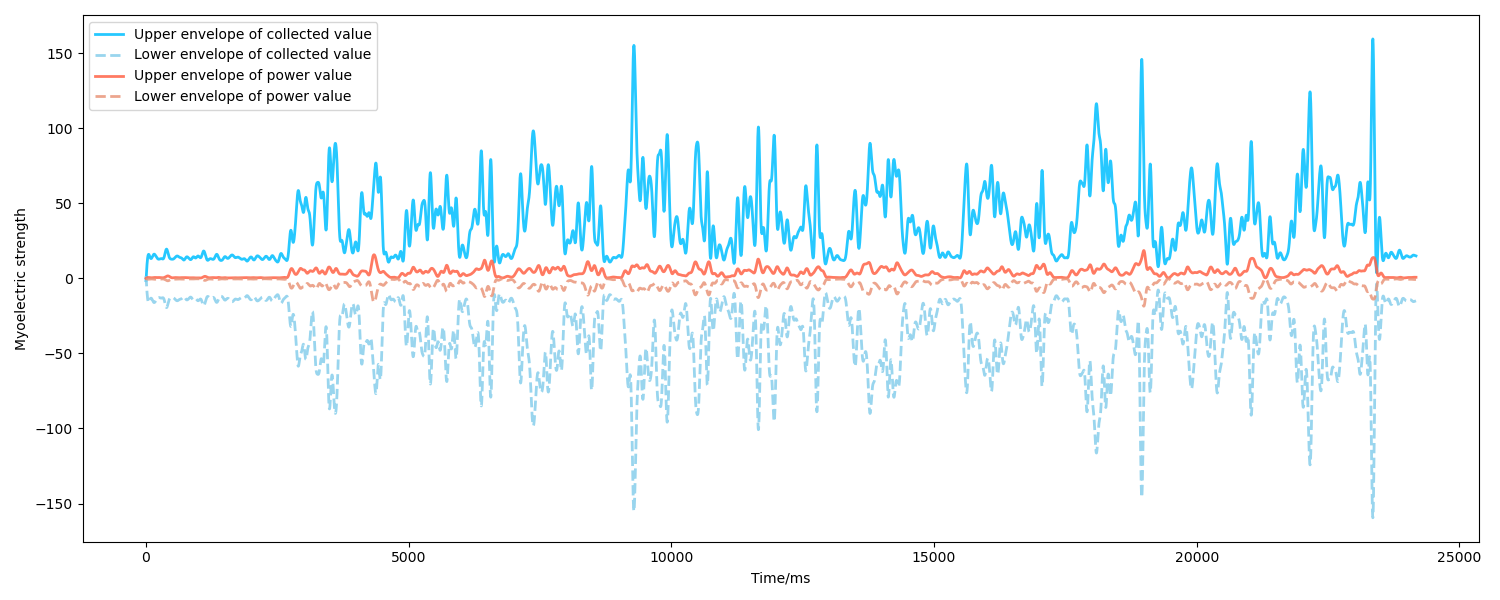 Upper envelope of collected value
Lower envelope of collected value
Upper envelope of power value
Lower envelope of power value
150
100
50
0
−50
−100
−150
Myoelectric strength
0 5000 10000 15000 20000 25000
Time/ms